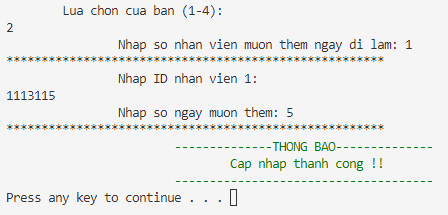 Lua chon cua ban (1-4):
2
Nhap so nhan vien muon them ngay di lam: 1
******************************************************
Nhap ID nhan vien 1:
1113115
Nhap so ngay muon them: 5
******************************************************
--------------THONG BAO--------------
Cap nhap thanh cong !!
-------------------------------------
Press any key to continue . . .